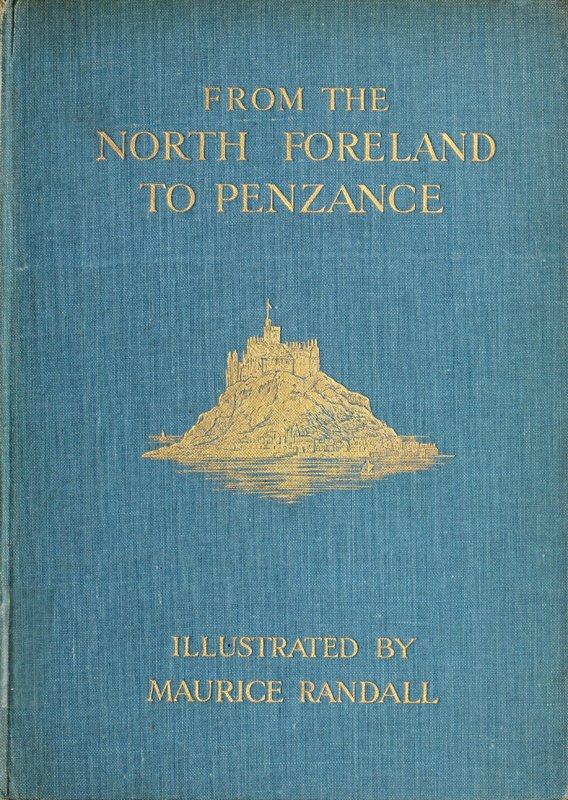 FROM THE
NORTH FORELAND
TO PENZANCE
ILLUSTRATED BY
MAURICE RANDALL